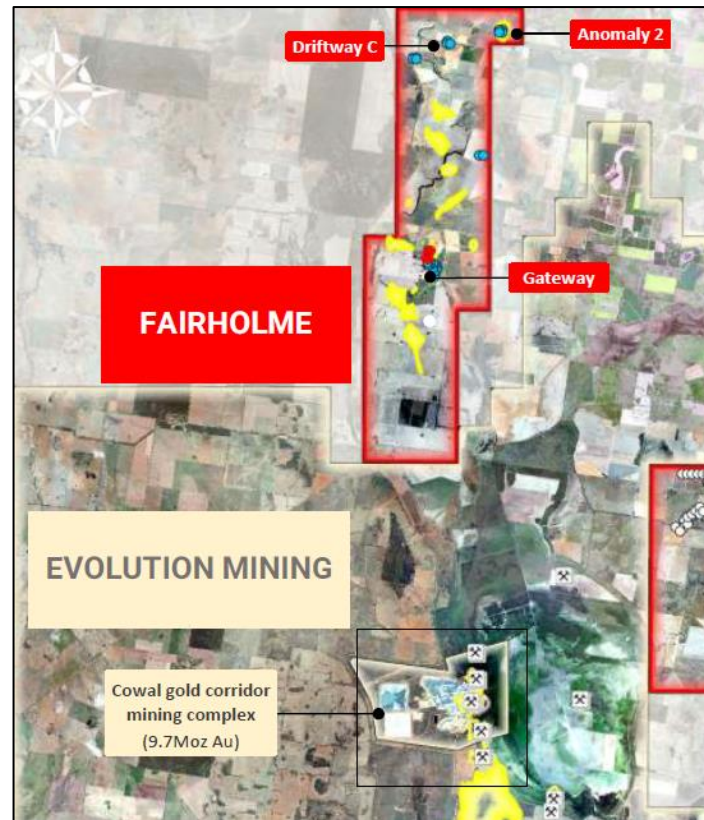 Driftway C
Anomaly 2
Gateway
FAIRHOLME
EVOLUTION MINING
Cowal gold corridor
mining complex
(9.7Moz Au)